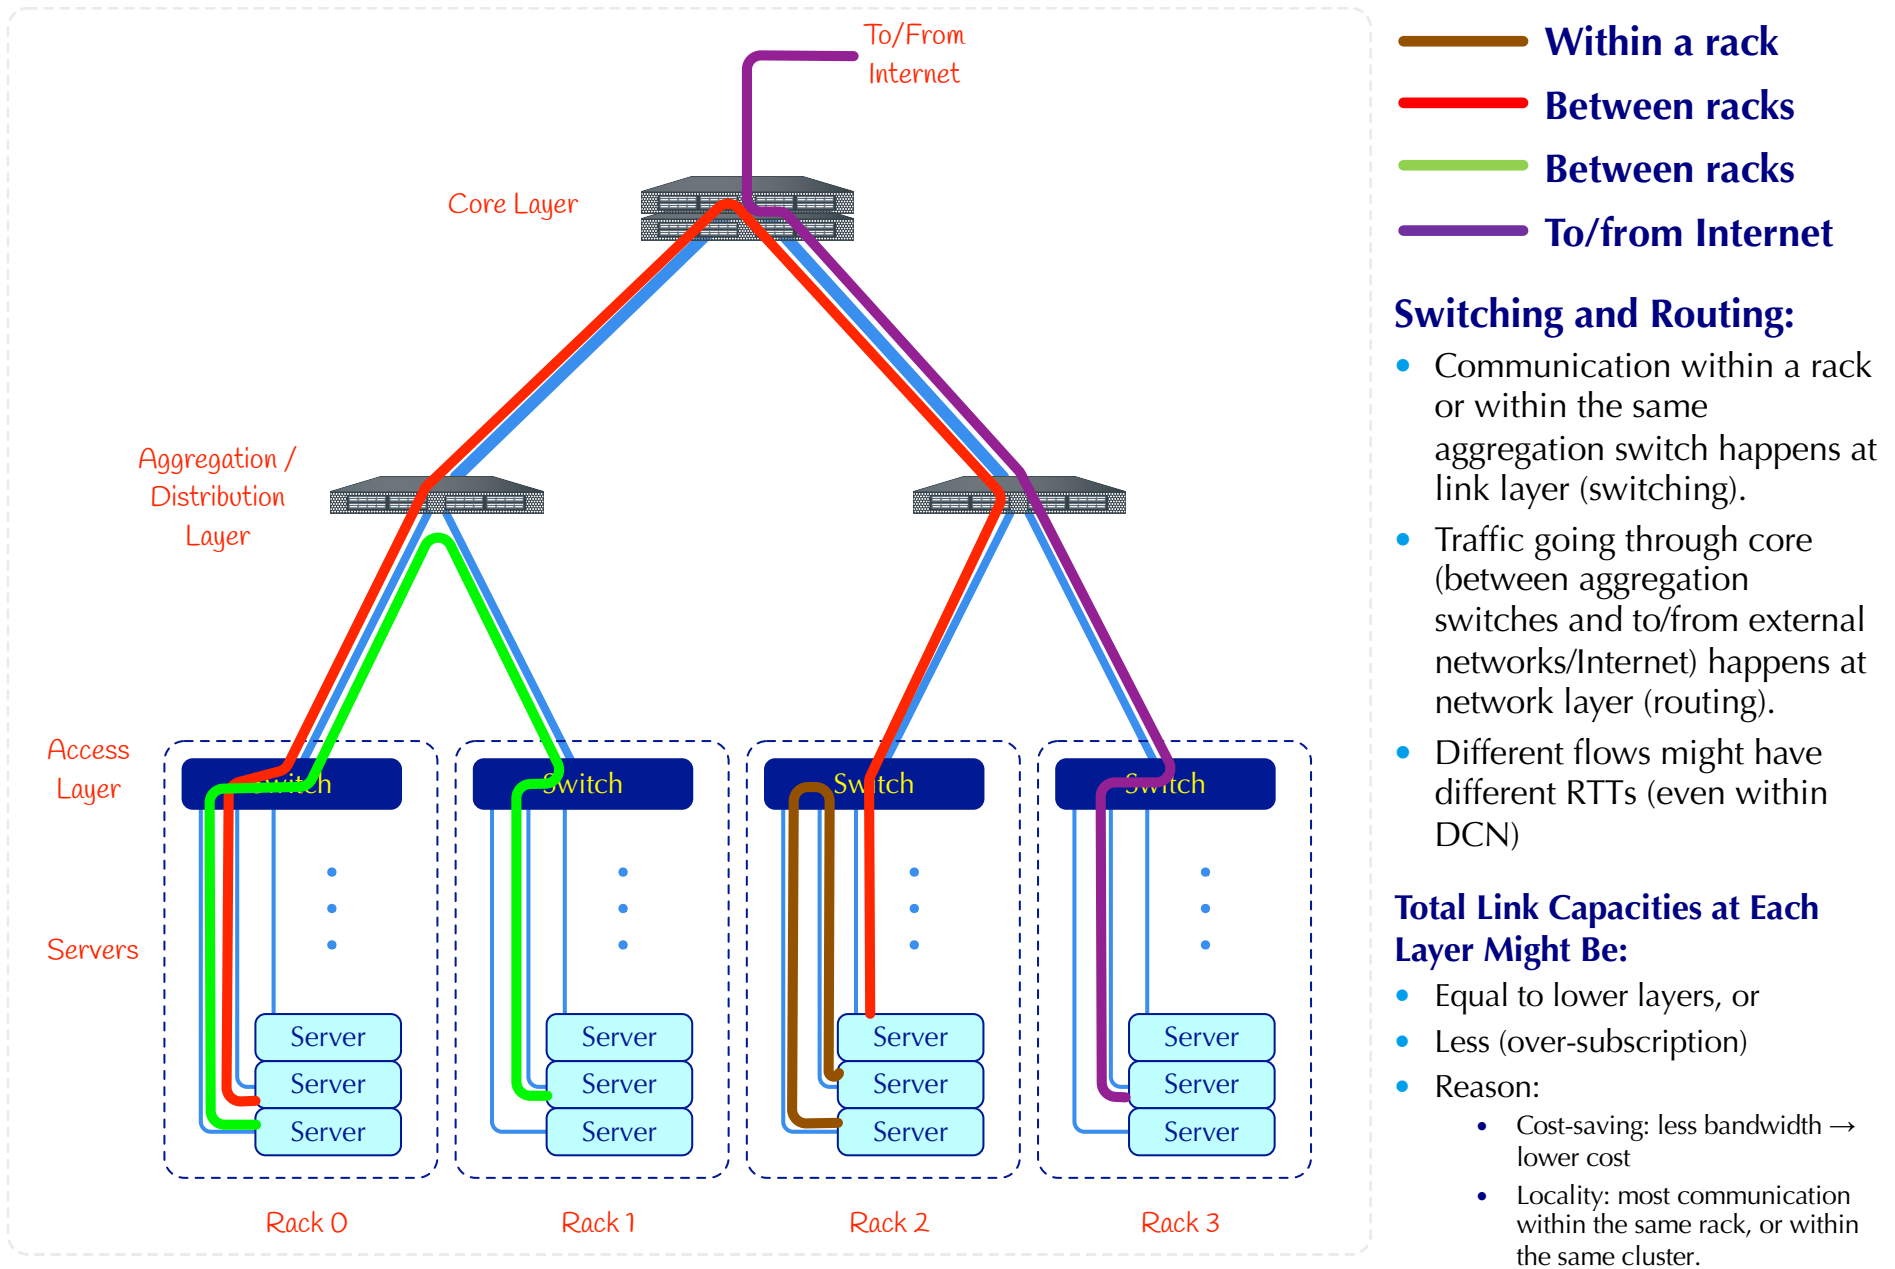 To/From
Internet
Core Layer
Aggregation /
Distribution
Layer
Access
Layer
Switch
Switch
Switch
Switch
Servers
Server
Server
Server
Server
Server
Server
Server
Server
Server
Server
Server
Server
Rack 0
Rack 1
Rack 2
Rack 3
Within a rack
Between racks
Between racks
To/from Internet
Switching and Routing:
• Communication within a rack
or within the same
aggregation switch happens at
link layer (switching).
• Traffic going through core
(between aggregation
switches and to/from external
networks/Internet) happens at
network layer (routing).
• Different flows might have
different RTTs (even within
DCN)
Total Link Capacities at Each
Layer Might Be:
• Equal to lower layers, or
• Less (over-subscription)
• Reason:
• Cost-saving: less bandwidth →
lower cost
• Locality: most communication
within the same rack, or within
the same cluster.